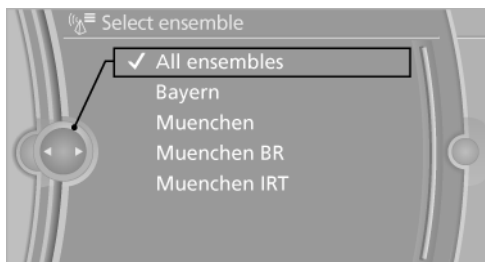 Select ensemble
All ensembles
Bayern
Muenchen
Muenchen BR
Muenchen IRT